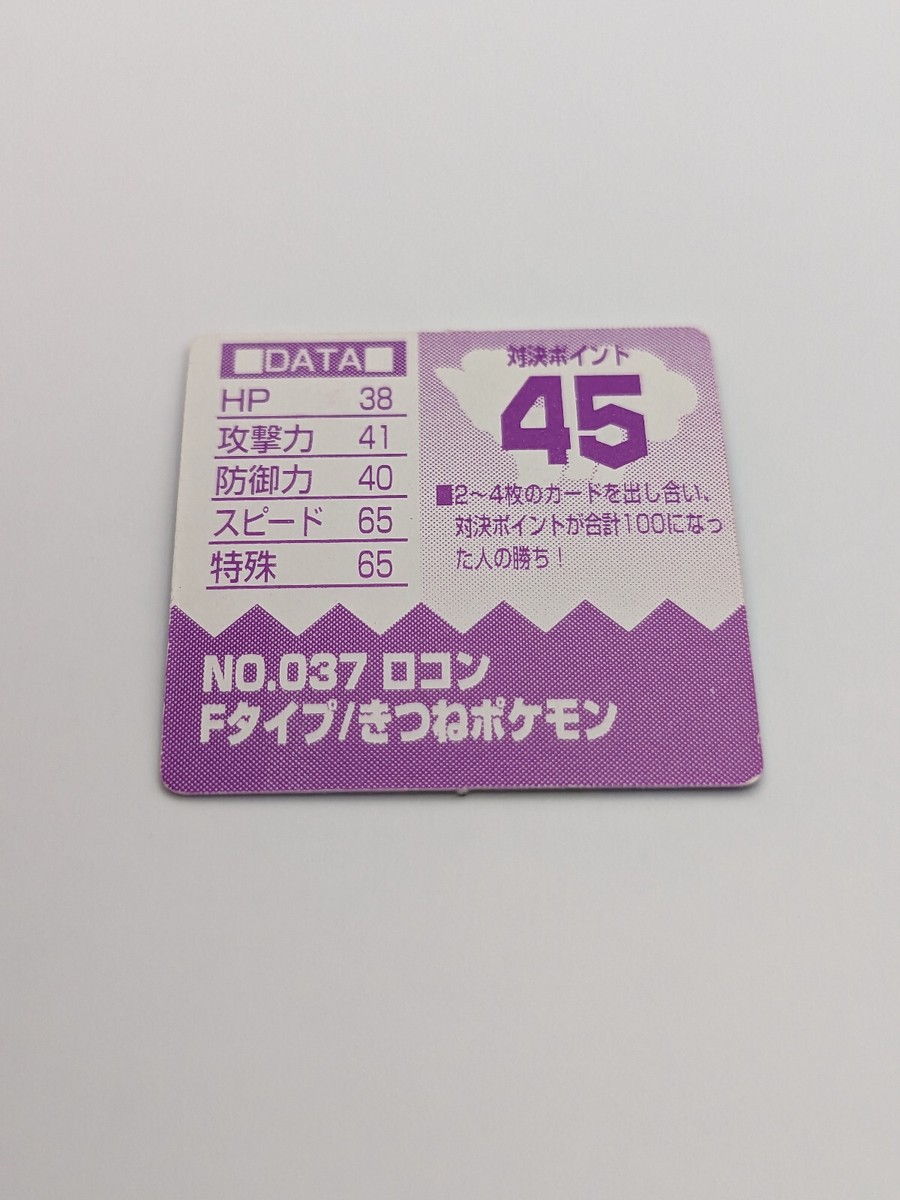 ■DATA■
HP 38
攻撃力 41
防御力 40
スピード 65
特殊 65
対決ポイント
45
■2〜4枚のカードを出し合い、
対決ポイントが合計100になっ
た人の勝ち!
NO.037 ロコン
Fタイプ/きつねポケモン